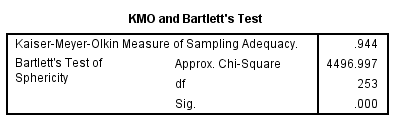 KMO and Bartlett's Test
Kaiser-Meyer-Olkin Measure of Sampling Adequacy. .944
Bartlett's Test of Sphericity Approx. Chi-Square 4496.997
df 253
Sig. .000